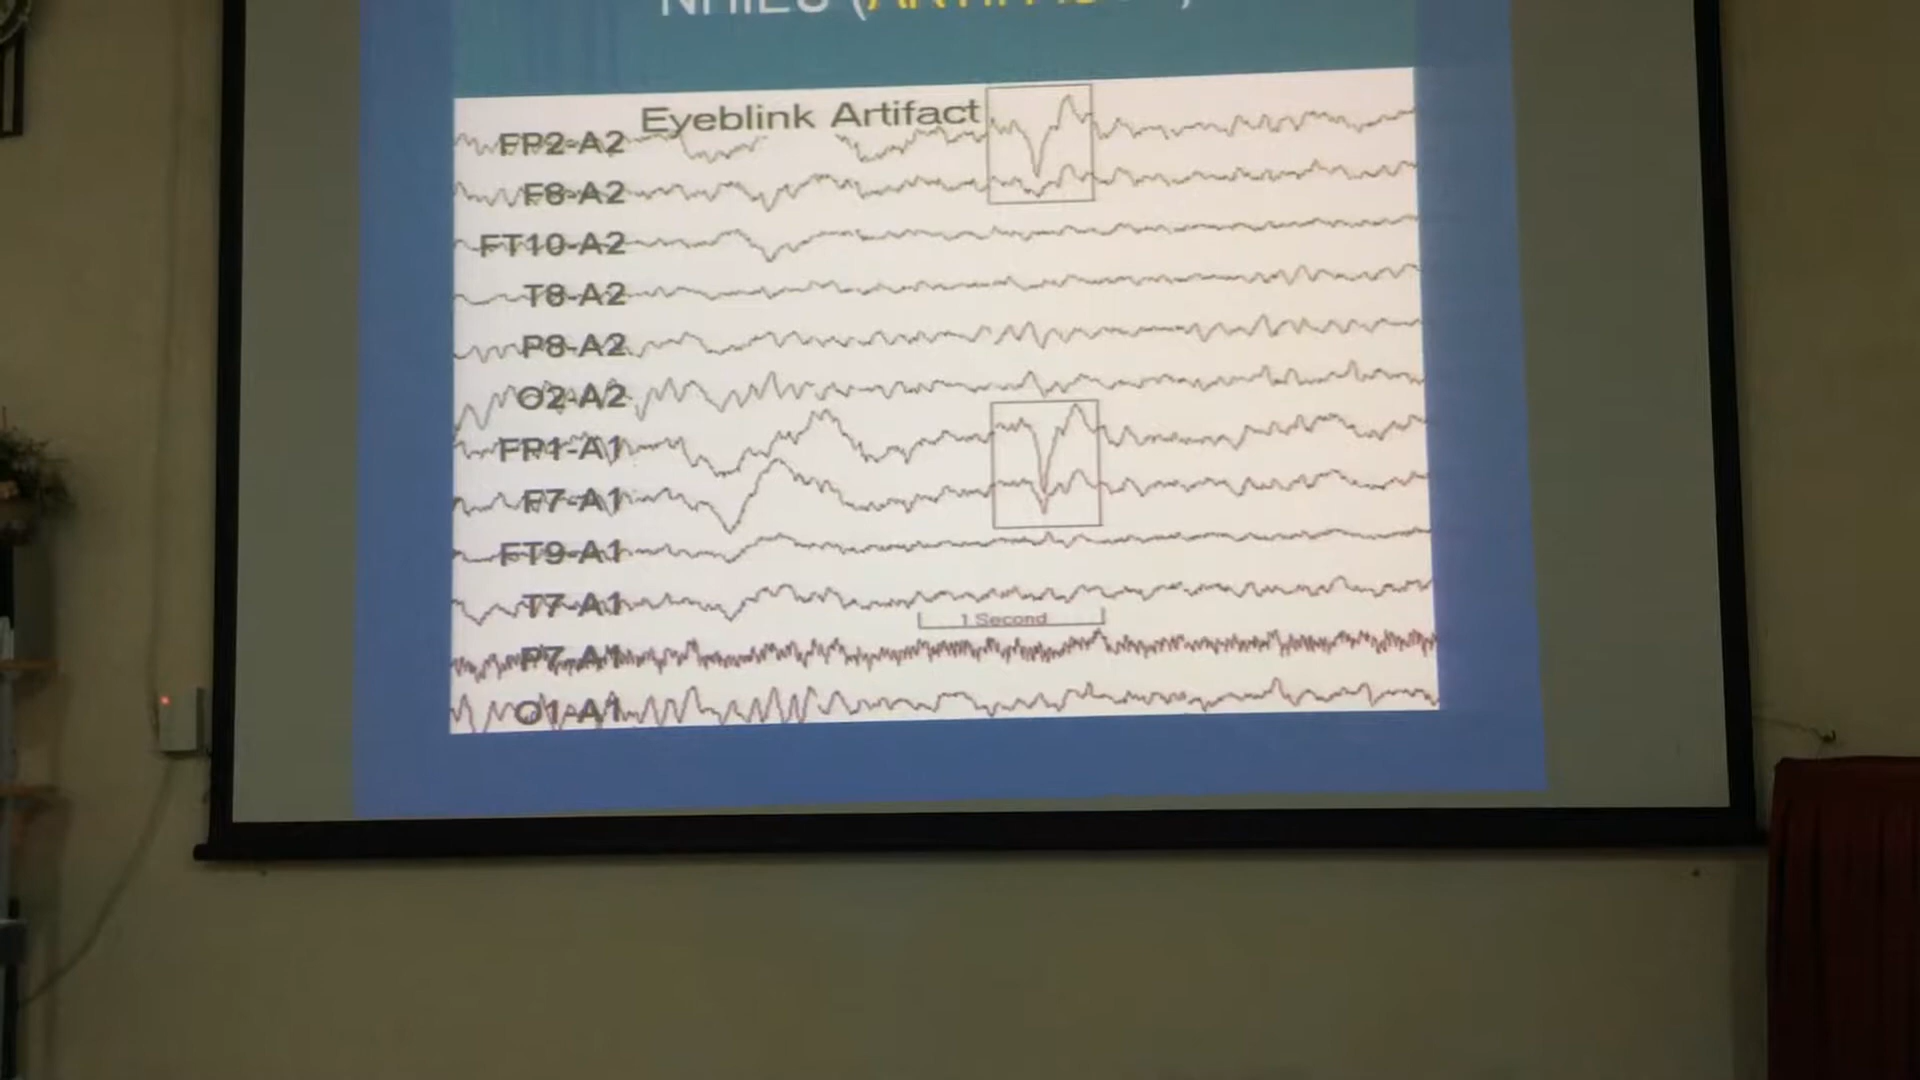 Eyeblink Artifact
FP2-A2
F8-A2
FT10-A2
T8-A2
P8-A2
O2-A2
FP1-A1
F7-A1
FT9-A1
T7-A1
1 Second
P7-A1
O1-A1